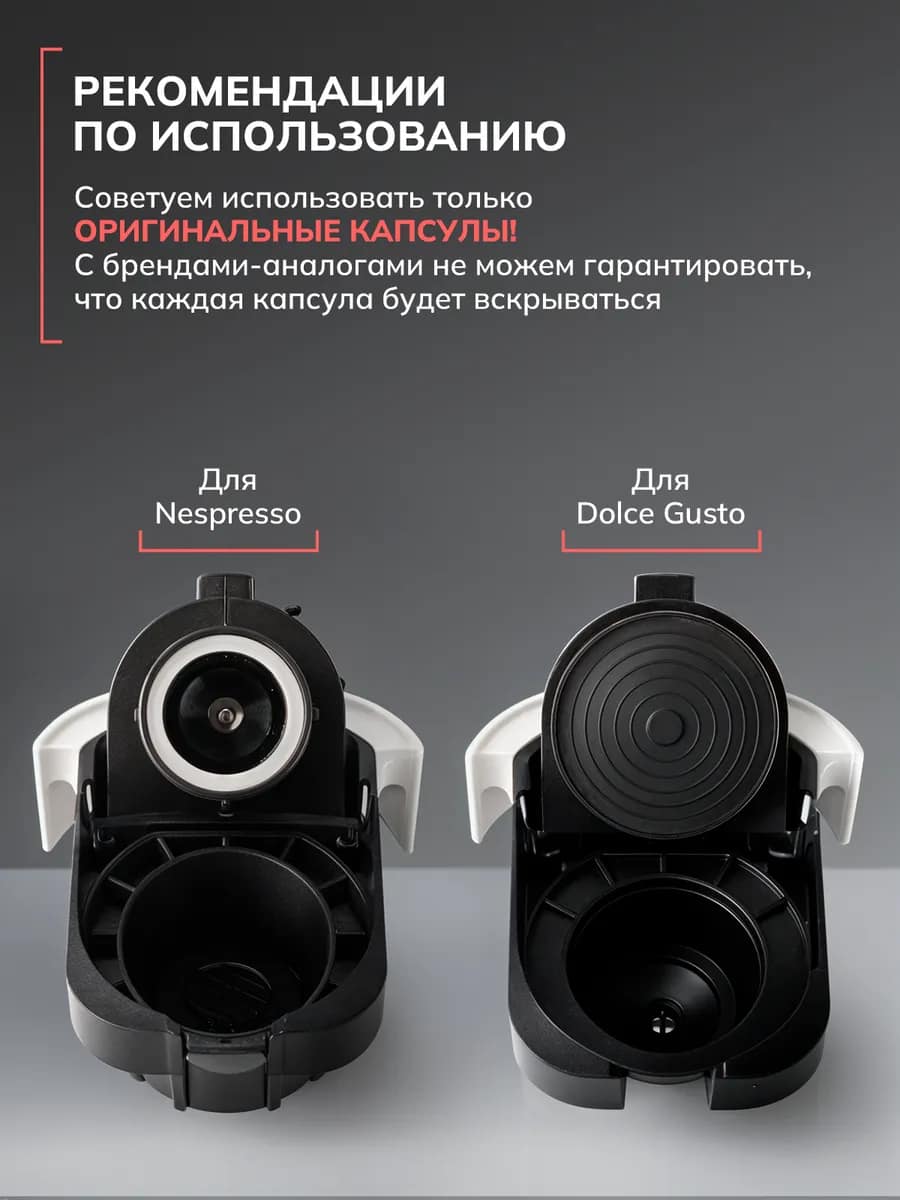 РЕКОМЕНДАЦИИ
ПО ИСПОЛЬЗОВАНИЮ
Советуем использовать только
ОРИГИНАЛЬНЫЕ КАПСУЛЫ!
С брендами-аналогами не можем гарантировать,
что каждая капсула будет вскрываться
Для
Nespresso
Для
Dolce Gusto